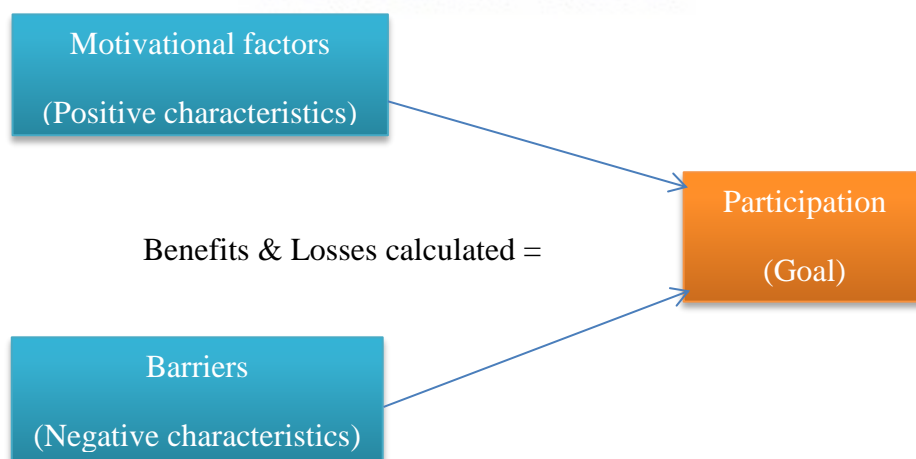 Motivational factors
(Positive characteristics)
Participation
(Goal)
Benefits & Losses calculated =
Barriers
(Negative characteristics)